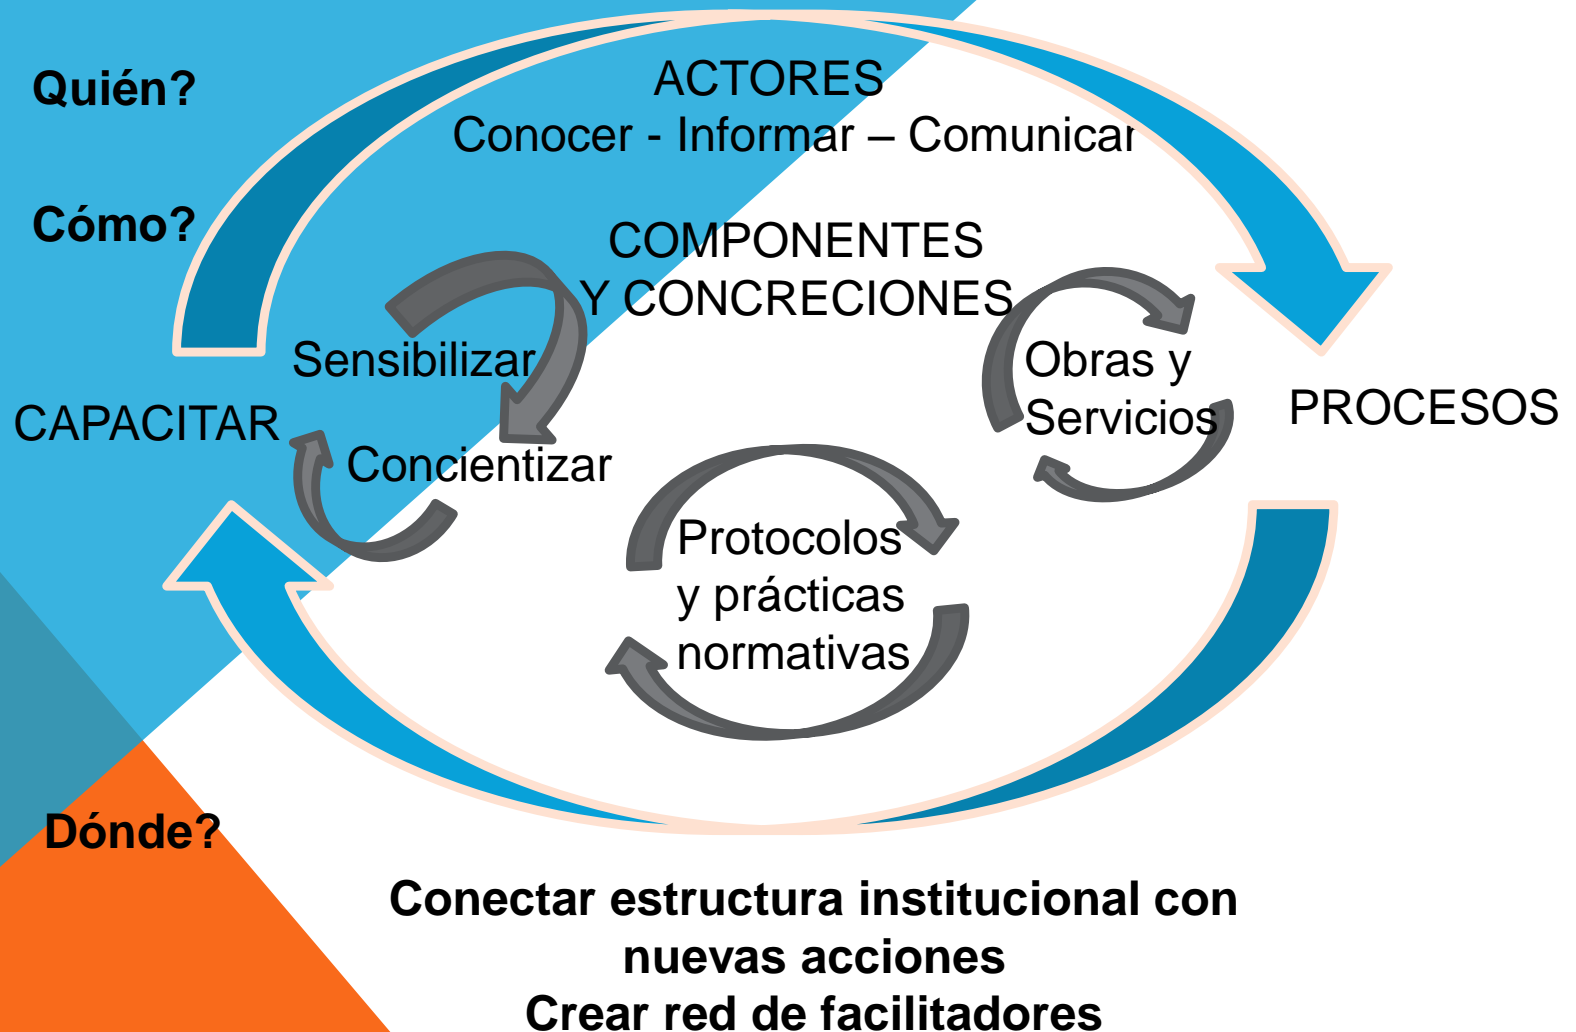 Quién?
ACTORES
Conocer - Informar – Comunicar
Cómo?
COMPONENTES
Y CONCRECIONES
Sensibilizar
Concientizar
CAPACITAR
Obras y
Servicios
PROCESOS
Protocolos
y prácticas
normativas
Dónde?
Conectar estructura institucional con
nuevas acciones
Crear red de facilitadores